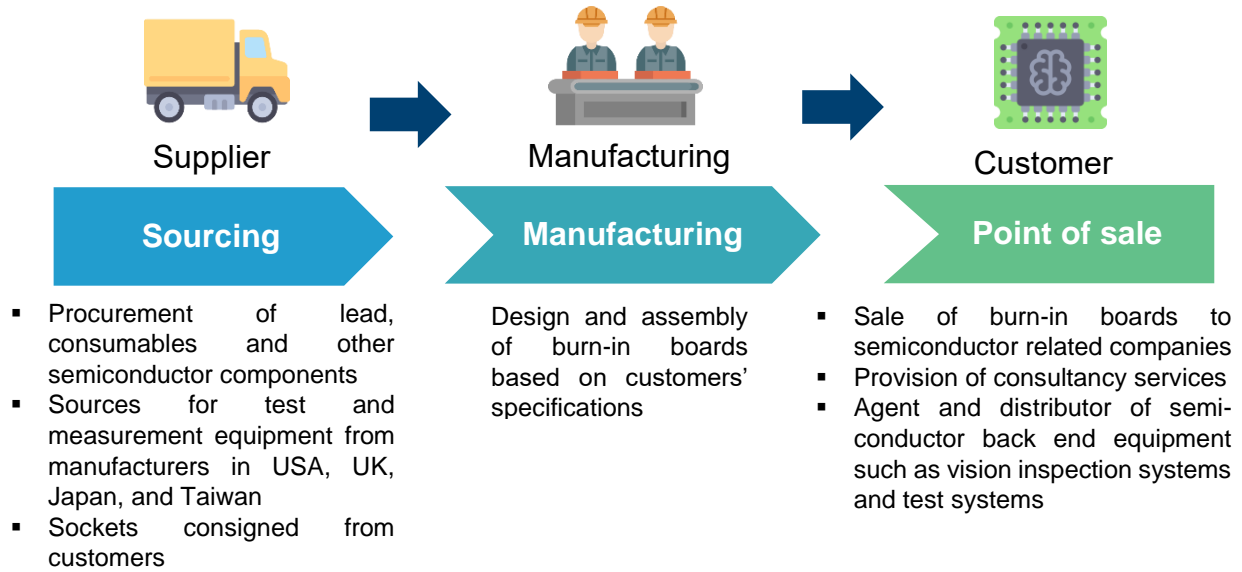 Supplier
Manufacturing
Customer
Sourcing
Manufacturing
Point of sale
▪ Procurement of lead,
consumables and other
semiconductor components
▪ Sources for test and
measurement equipment from
manufacturers in USA, UK,
Japan, and Taiwan
▪ Sockets consigned from
customers
Design and assembly
of burn-in boards
based on customers’
specifications
▪ Sale of burn-in boards to
semiconductor related companies
▪ Provision of consultancy services
▪ Agent and distributor of semi-
conductor back end equipment
such as vision inspection systems
and test systems